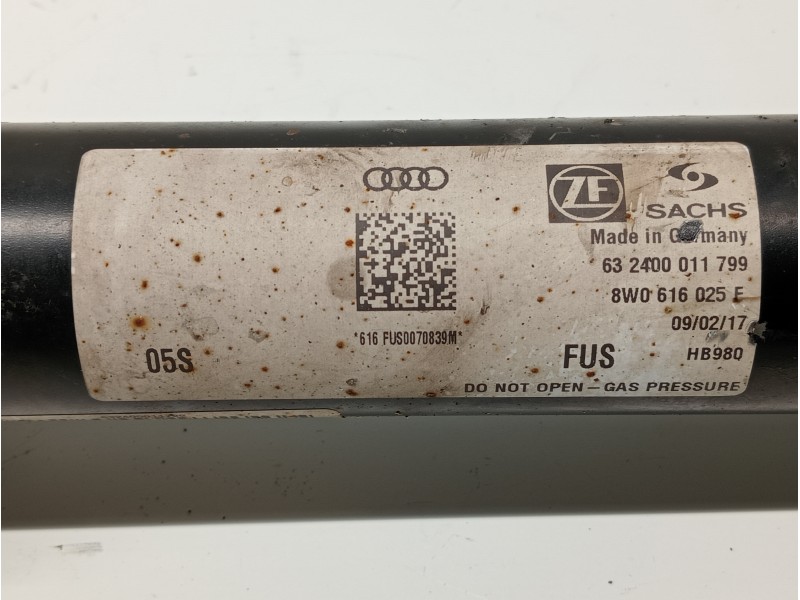 ZF SACHS
Made in Germany
63 2400 011 799
8W0 616 025 E
09/02/17
*616 FUS0070839M*
05S
FUS
HB980
DO NOT OPEN – GAS PRESSURE